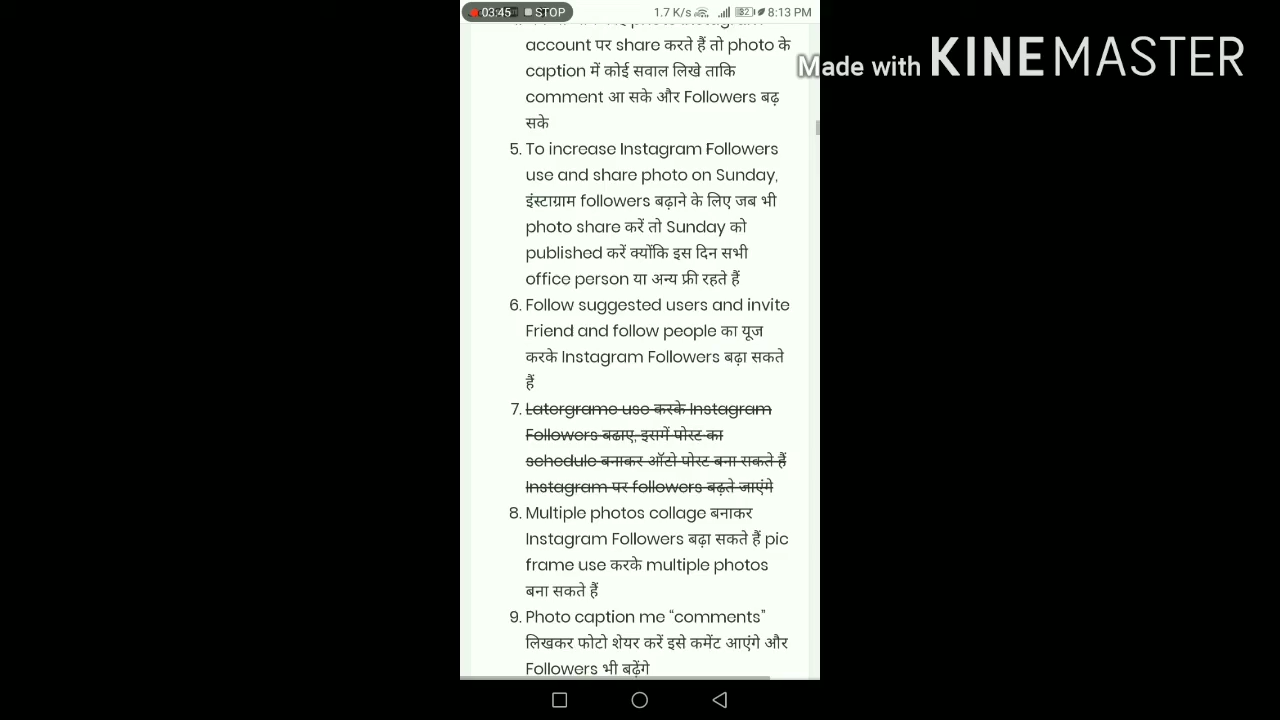 03:45 STOP 1.7 K/s 52 8:13 PM
Made with KINEMASTER
account पर share करते हैं तो photo के
caption में कोई सवाल लिखे ताकि
comment आ सके और Followers बढ़
सके
5. To increase Instagram Followers
use and share photo on Sunday,
इंस्टाग्राम followers बढ़ाने के लिए जब भी
photo share करें तो Sunday को
published करें क्योंकि इस दिन सभी
office person या अन्य फ्री रहते हैं
6. Follow suggested users and invite
Friend and follow people का यूज
करके Instagram Followers बढ़ा सकते
हैं
7. Latergrame use करके Instagram
Followers बढाए, इसमें पोस्ट का
schedule बनाकर ऑटो पोस्ट बना सकते हैं
Instagram पर followers बढ़ते जाएंगे
8. Multiple photos collage बनाकर
Instagram Followers बढ़ा सकते हैं pic
frame use करके multiple photos
बना सकते हैं
9. Photo caption me “comments”
लिखकर फोटो शेयर करें इसे कमेंट आएंगे और
Followers भी बढ़ेंगे